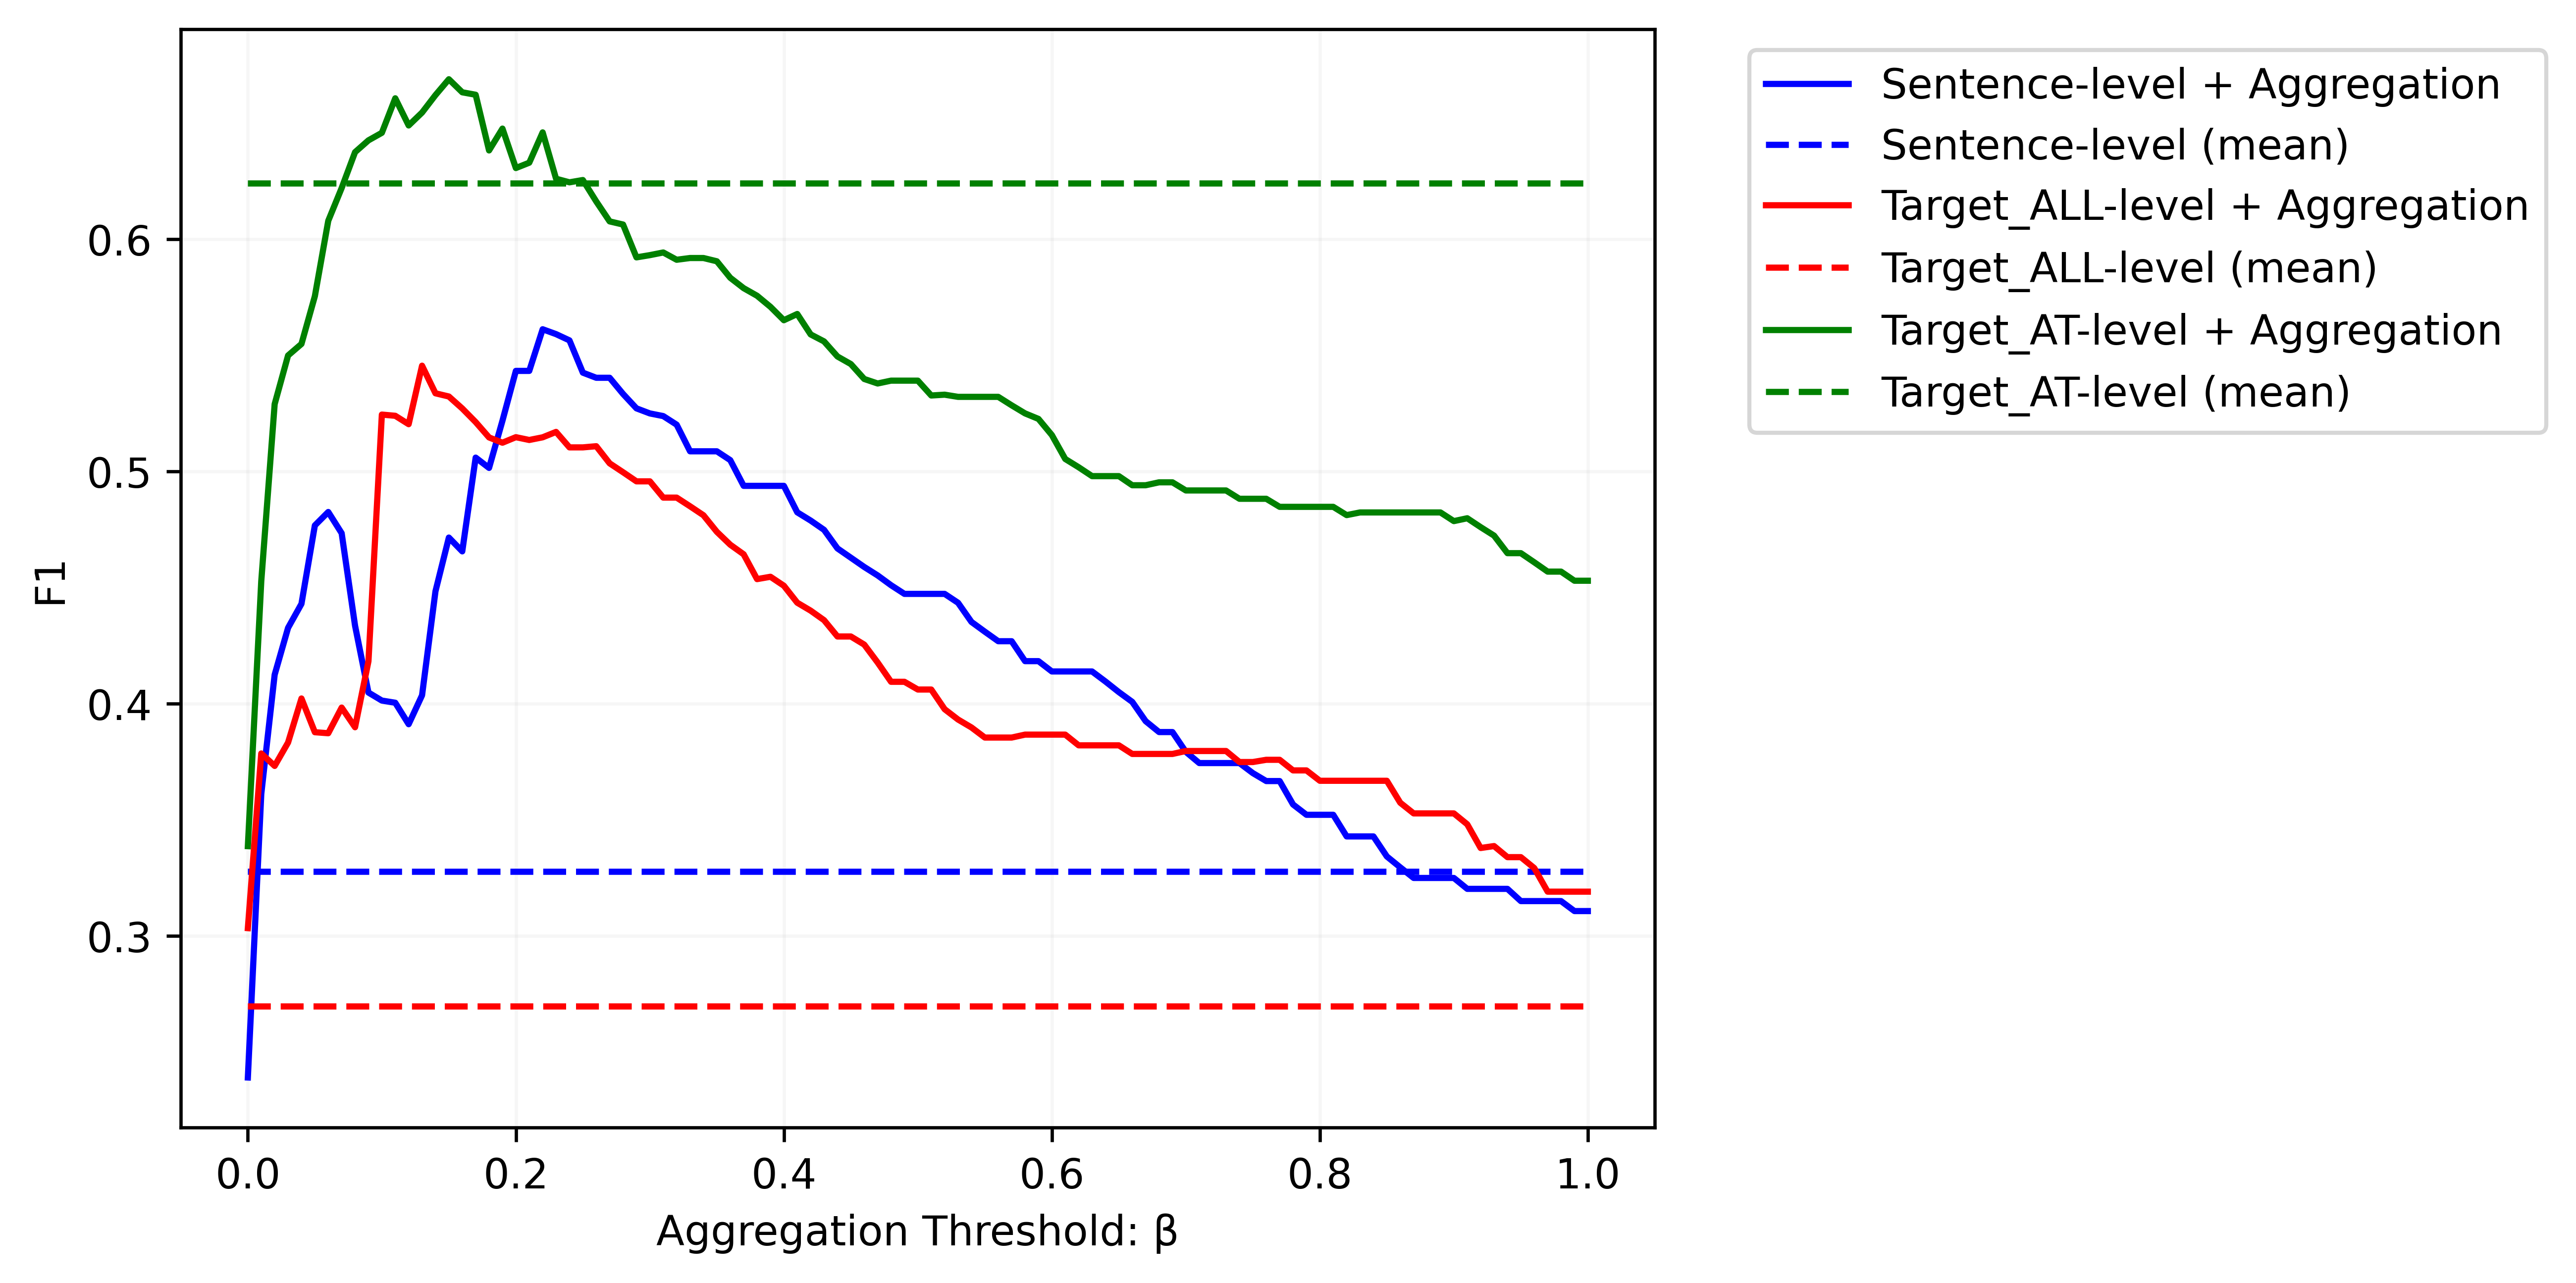 F1
0.6
0.5
0.4
0.3
0.0 0.2 0.4 0.6 0.8 1.0
Aggregation Threshold: β
Sentence-level + Aggregation
Sentence-level (mean)
Target_ALL-level + Aggregation
Target_ALL-level (mean)
Target_AT-level + Aggregation
Target_AT-level (mean)